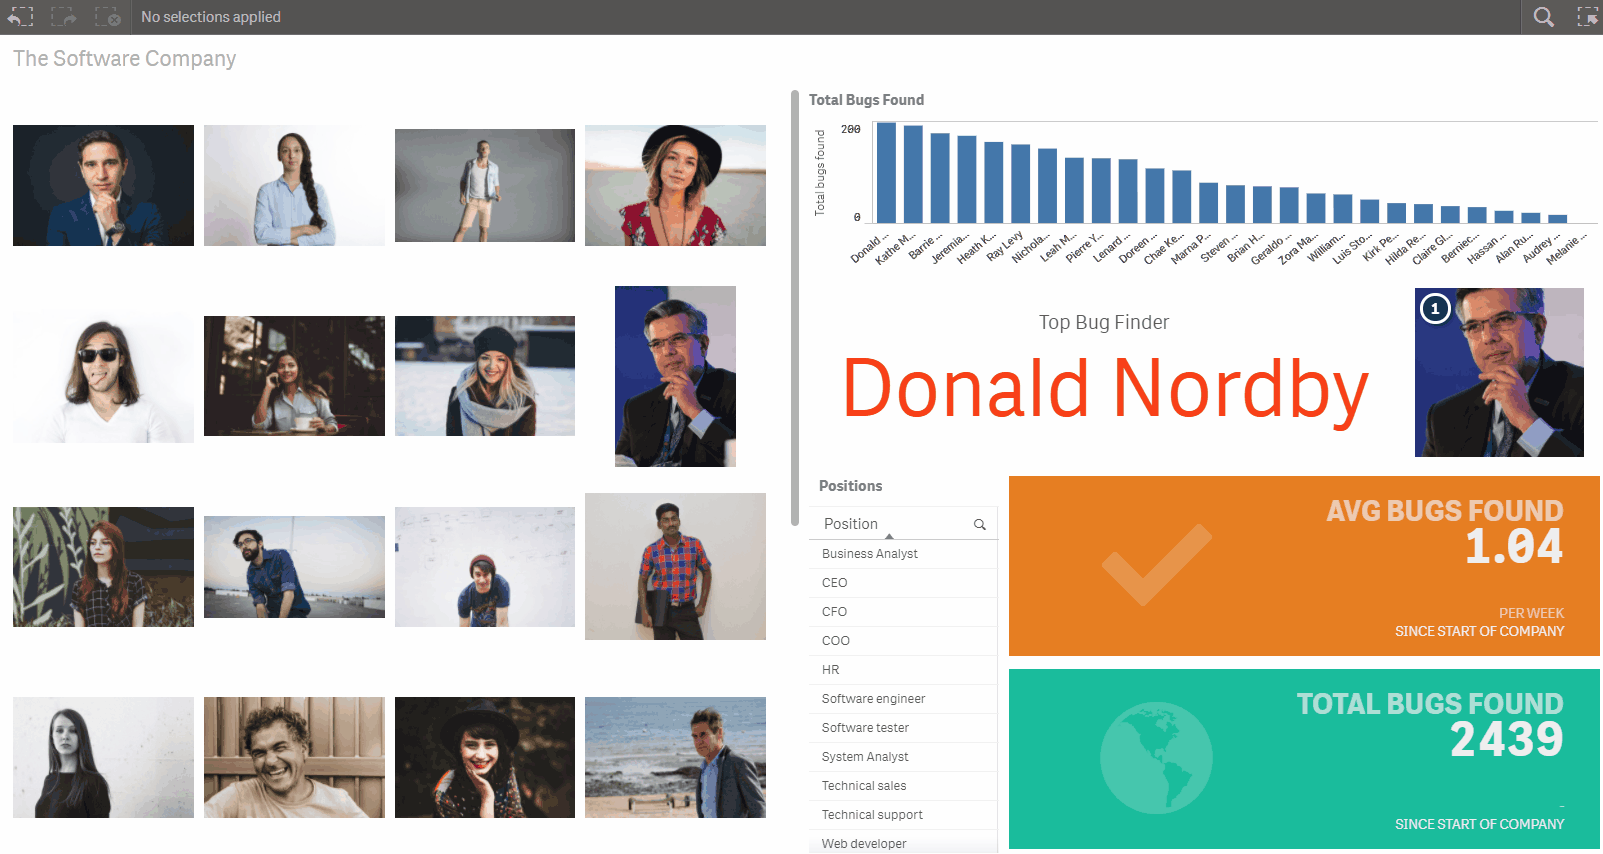 No selections applied
The Software Company
Total Bugs Found
Total bugs found
200
0
Donald ...
Kathe M...
Barrie ...
Jeremia...
Heath K...
Ray Levy
Nichola...
Leah M...
Pierre Y...
Lenard ...
Doreen ...
Chae Ke...
Marna P...
Steven ...
Brian H...
Geraldo ...
Zora Ma...
William...
Luis Sto...
Kirk Pe...
Hilda Re...
Claire Gl...
Berniec...
Hassan ...
Alan Ru...
Audrey ...
Melanie ...
Top Bug Finder
Donald Nordby
1
Positions
Position
Business Analyst
CEO
CFO
COO
HR
Software engineer
Software tester
System Analyst
Technical sales
Technical support
Web developer
AVG BUGS FOUND
1.04
PER WEEK
SINCE START OF COMPANY
TOTAL BUGS FOUND
2439
-
SINCE START OF COMPANY